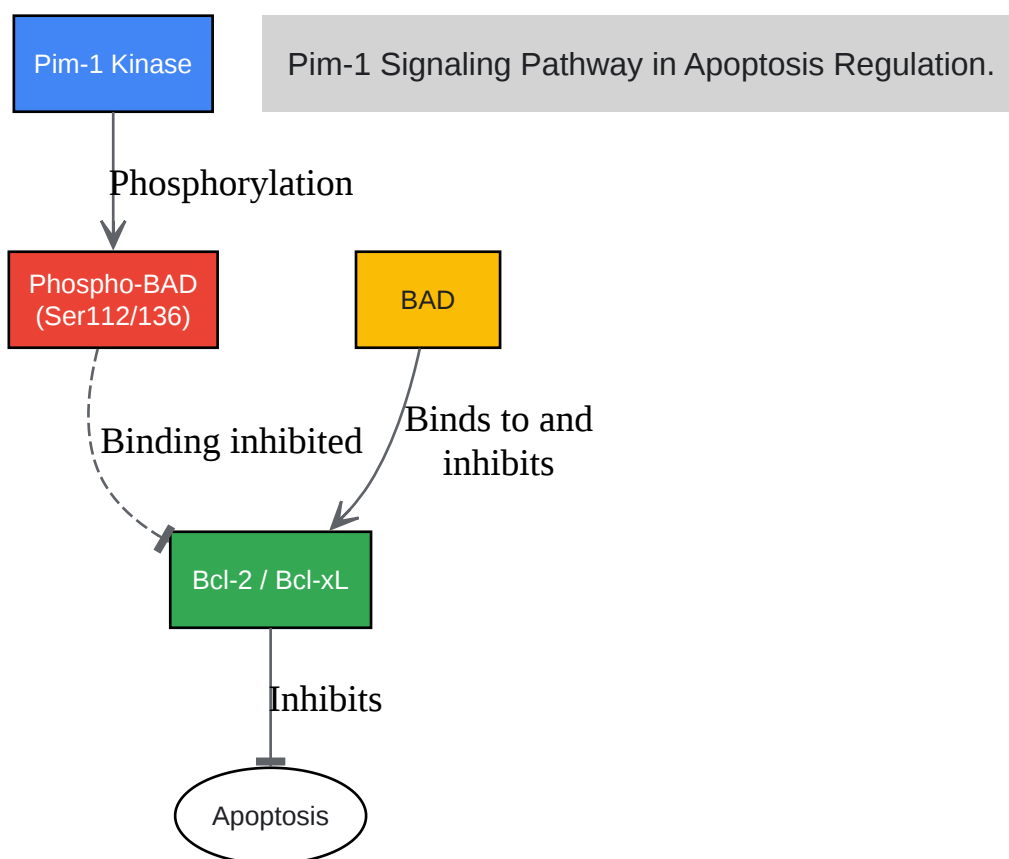 Pim-1 Kinase
Pim-1 Signaling Pathway in Apoptosis Regulation.
Phosphorylation
Phospho-BAD
(Ser112/136)
BAD
Binding inhibited
Binds to and
inhibits
Bcl-2 / Bcl-xL
Inhibits
Apoptosis